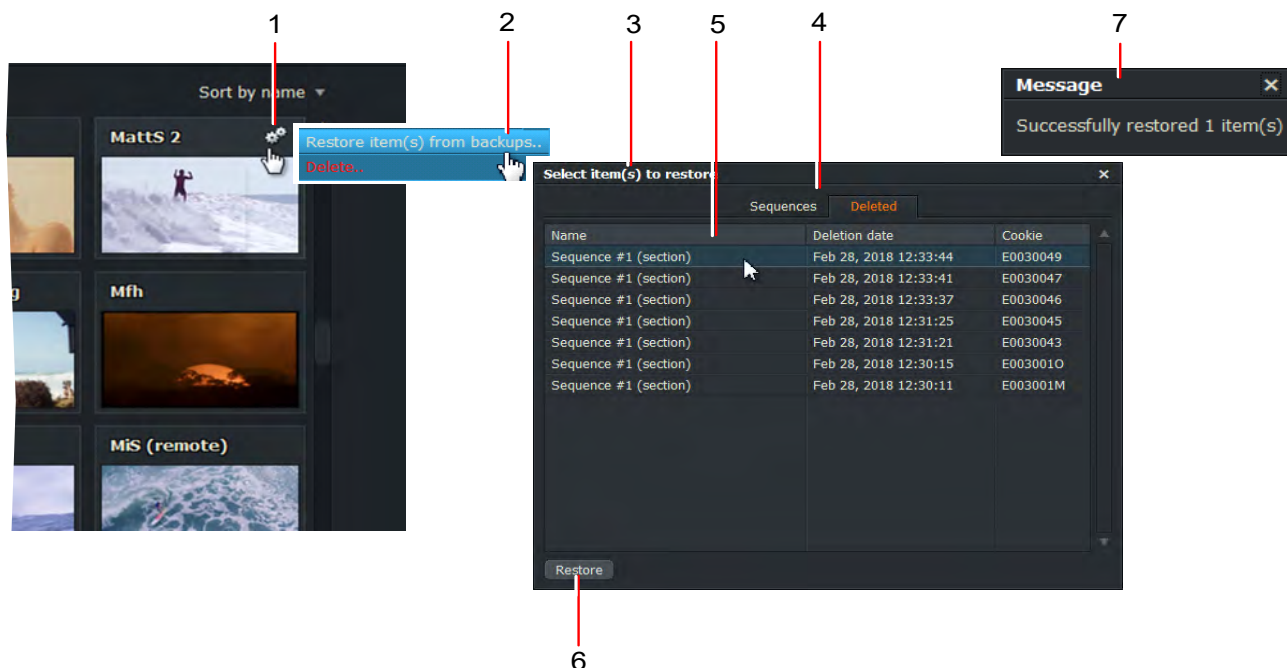 1
2
3
5
4
7
Sort by name
MattS 2
Restore item(s) from backups..
Delete..
g
Mfh
MiS (remote)
Select item(s) to restore
Sequences Deleted
Name Deletion date Cookie
Sequence #1 (section) Feb 28, 2018 12:33:44 E0030049
Sequence #1 (section) Feb 28, 2018 12:33:41 E0030047
Sequence #1 (section) Feb 28, 2018 12:33:37 E0030046
Sequence #1 (section) Feb 28, 2018 12:31:25 E0030045
Sequence #1 (section) Feb 28, 2018 12:31:21 E0030043
Sequence #1 (section) Feb 28, 2018 12:30:15 E003001O
Sequence #1 (section) Feb 28, 2018 12:30:11 E003001M
Restore
6
Message
Successfully restored 1 item(s)